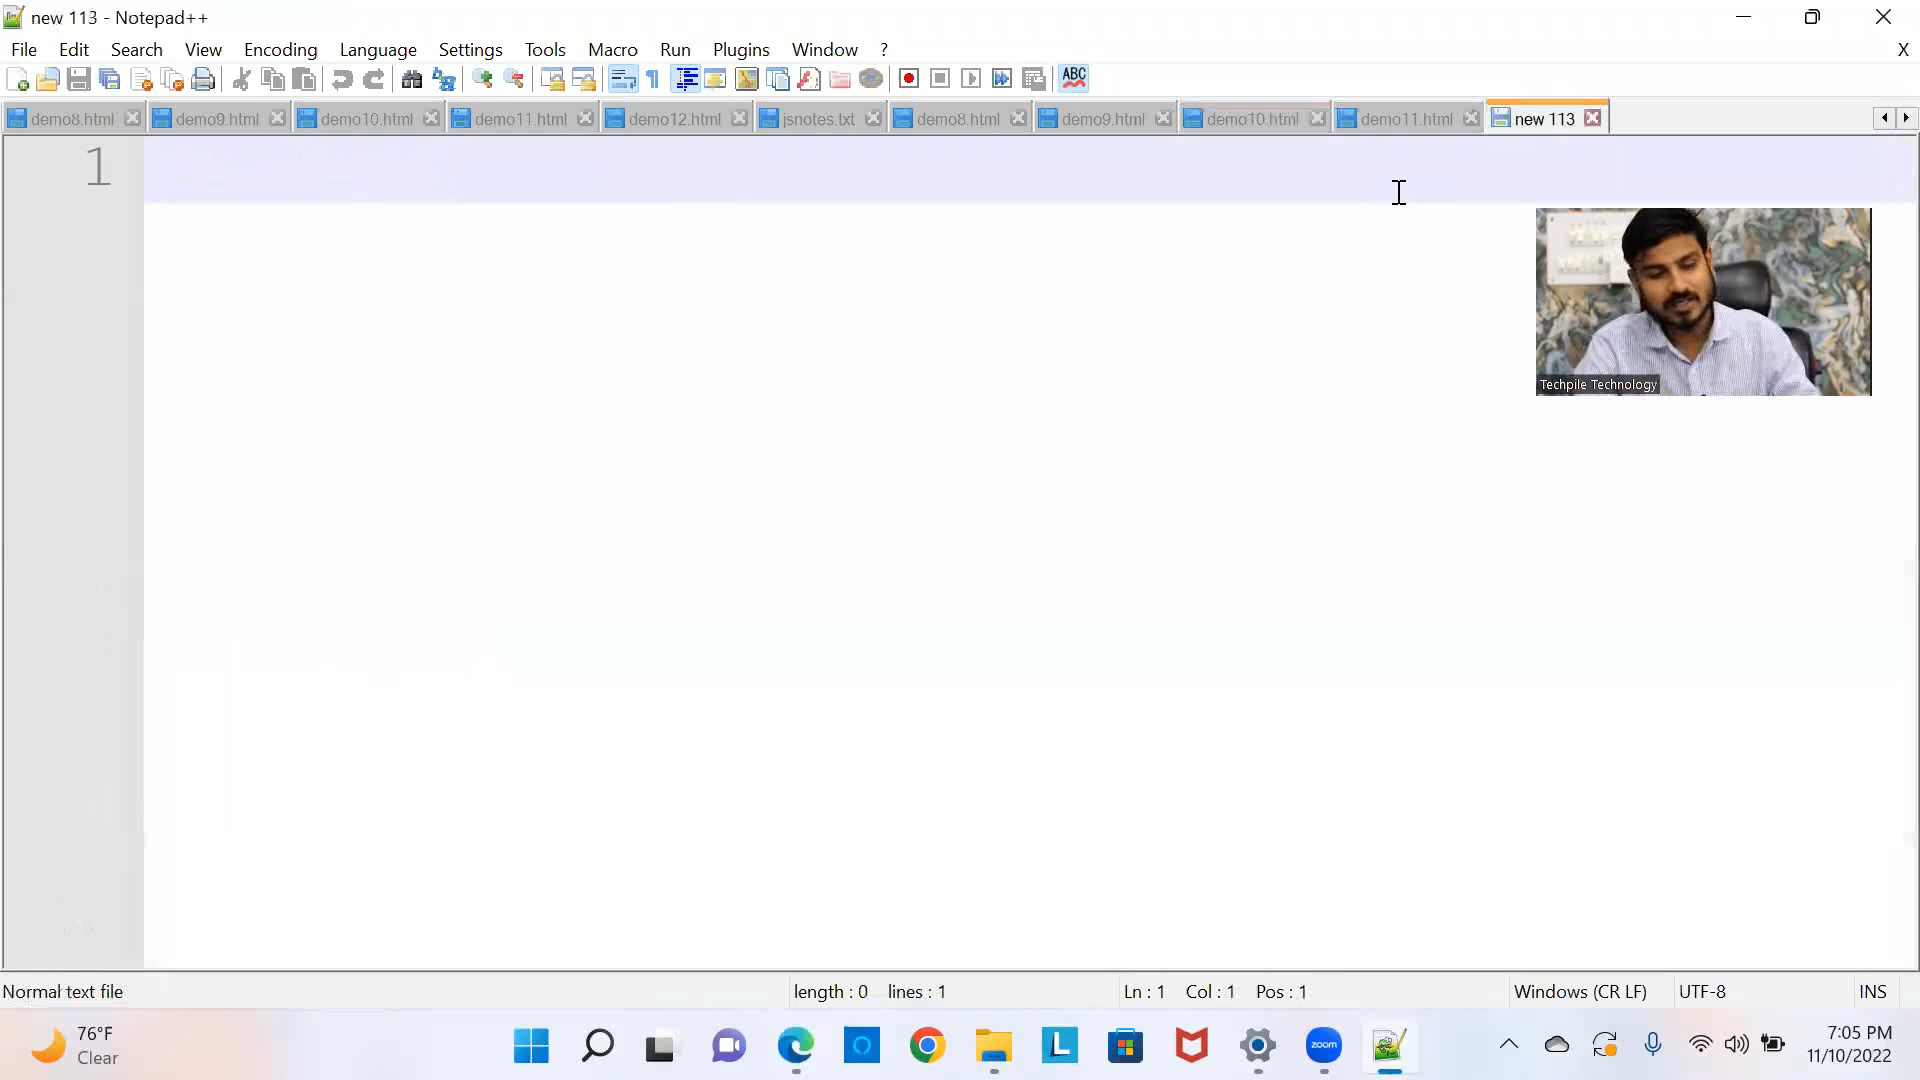 new 113 - Notepad++
File Edit Search View Encoding Language Settings Tools Macro Run Plugins Window ? X
ABC
demo8.html demo9.html demo10.html demo11.html demo12.html jsnotes.txt demo8.html demo9.html demo10.html demo11.html new 113
1
Techpile Technology
Normal text file length : 0 lines : 1 Ln : 1 Col : 1 Pos : 1 Windows (CR LF) UTF-8 INS
76°F
Clear
L
zoom
7:05 PM
11/10/2022